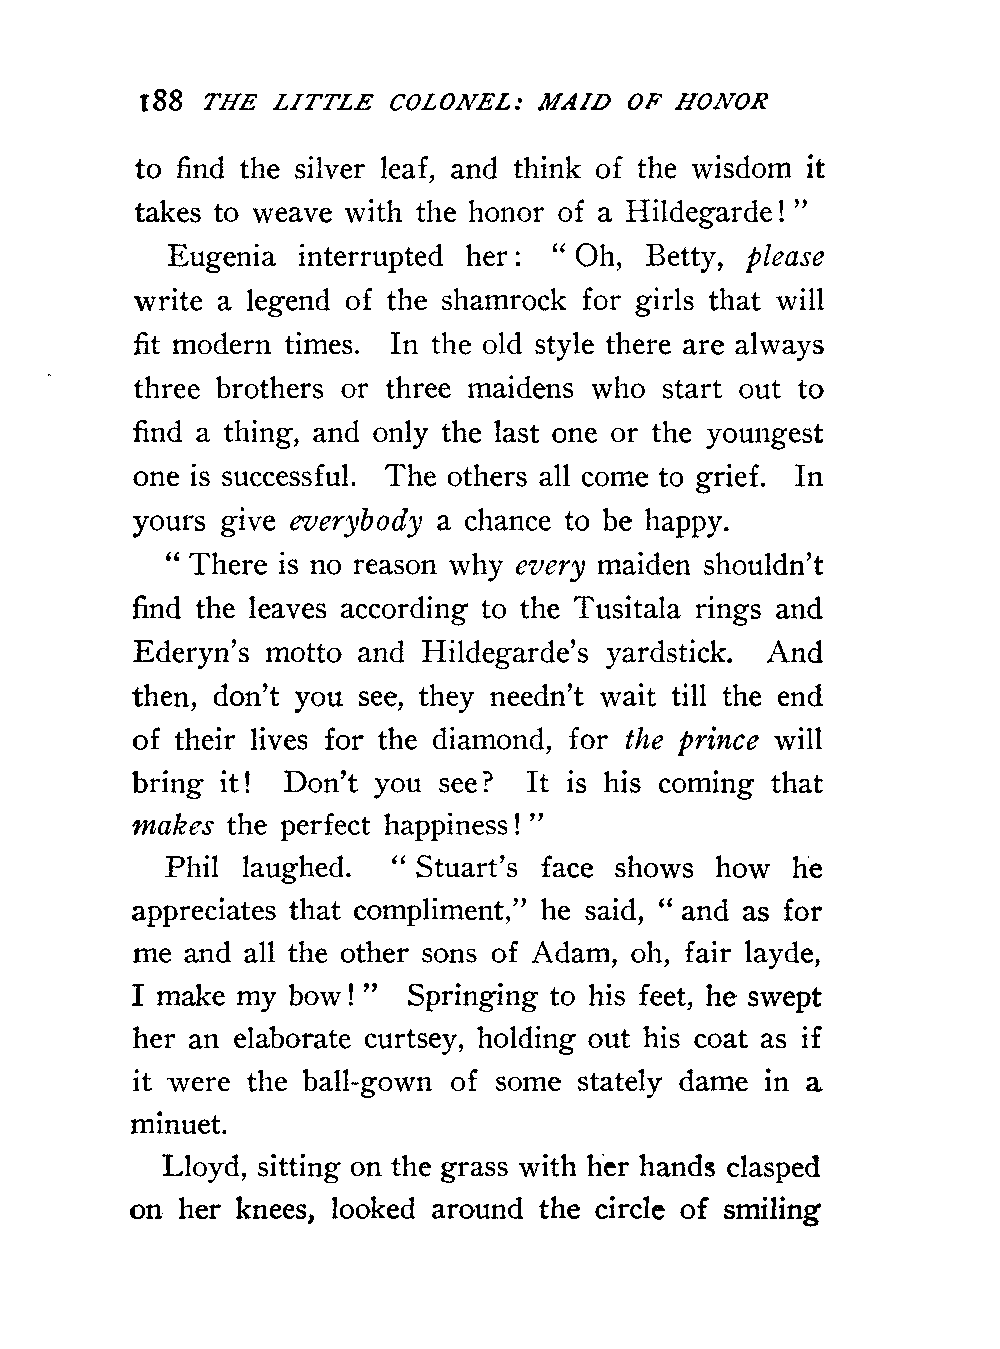 188 THE LITTLE COLONEL: MAID OF HONOR
to find the silver leaf, and think of the wisdom it
takes to weave with the honor of a Hildegarde! "
Eugenia interrupted her: " Oh, Betty, please
write a legend of the shamrock for girls that will
fit modern times. In the old style there are always
three brothers or three maidens who start out to
find a thing, and only the last one or the youngest
one is successful. The others all come to grief. In
yours give everybody a chance to be happy.
" There is no reason why every maiden shouldn't
find the leaves according to the Tusitala rings and
Ederyn's motto and Hildegarde's yardstick. And
then, don't you see, they needn't wait till the end
of their lives for the diamond, for the prince will
bring it! Don't you see? It is his coming that
makes the perfect happiness! "
Phil laughed. " Stuart's face shows how he
appreciates that compliment," he said, " and as for
me and all the other sons of Adam, oh, fair layde,
I make my bow! " Springing to his feet, he swept
her an elaborate curtsey, holding out his coat as if
it were the ball-gown of some stately dame in a
minuet.
Lloyd, sitting on the grass with her hands clasped
on her knees, looked around the circle of smiling